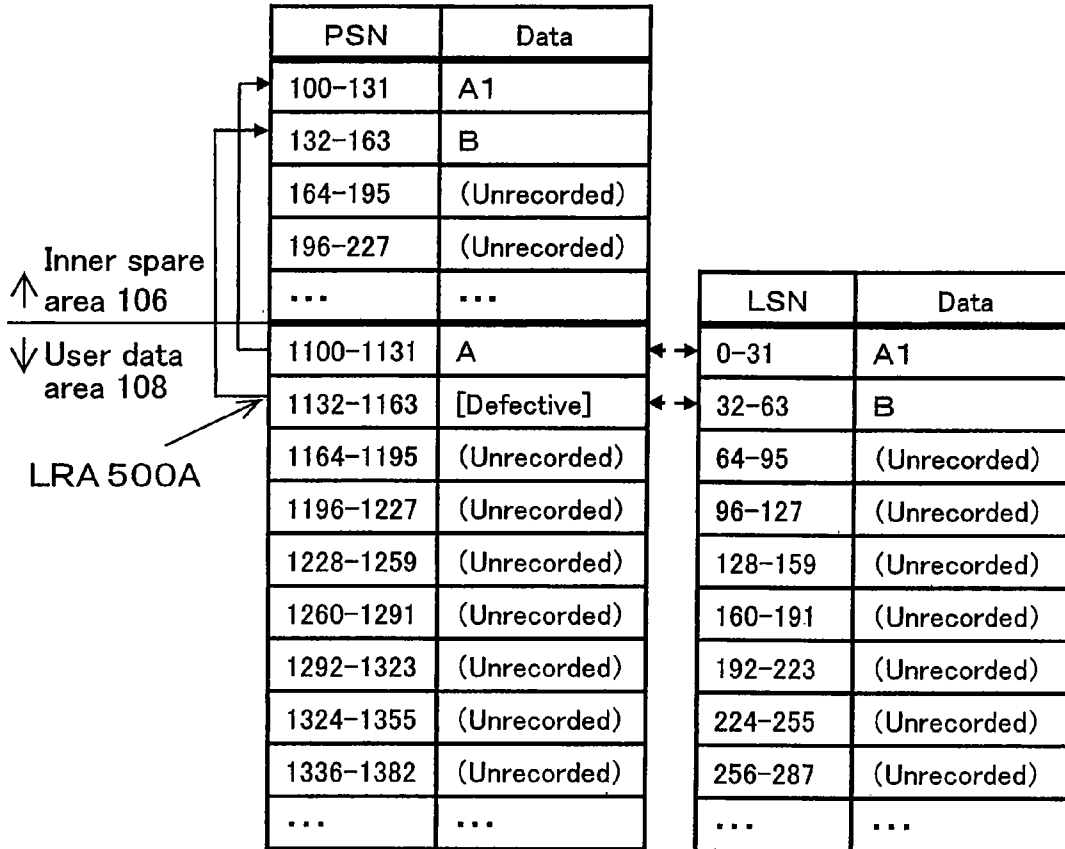 PSN Data
100-131 A1
132-163 B
164-195 (Unrecorded)
196-227 (Unrecorded)
... ...
Inner spare
↑ area 106
↓ User data
area 108
LRA 500A
1100-1131 A
1132-1163 [Defective]
1164-1195 (Unrecorded)
1196-1227 (Unrecorded)
1228-1259 (Unrecorded)
1260-1291 (Unrecorded)
1292-1323 (Unrecorded)
1324-1355 (Unrecorded)
1336-1382 (Unrecorded)
... ...
LSN Data
0-31 A1
32-63 B
64-95 (Unrecorded)
96-127 (Unrecorded)
128-159 (Unrecorded)
160-191 (Unrecorded)
192-223 (Unrecorded)
224-255 (Unrecorded)
256-287 (Unrecorded)
... ...